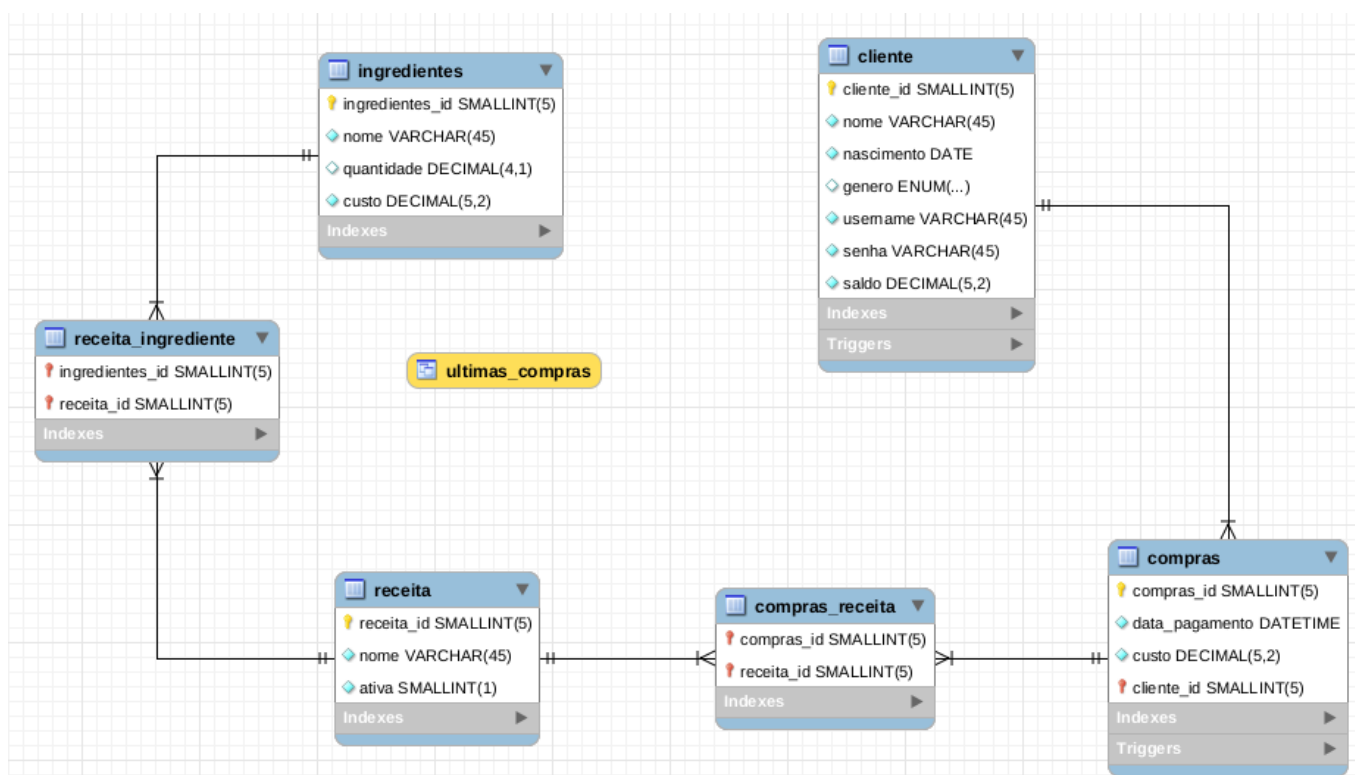 ingredientes
ingredientes_id SMALLINT(5)
nome VARCHAR(45)
quantidade DECIMAL(4,1)
custo DECIMAL(5,2)
Indexes
cliente
cliente_id SMALLINT(5)
nome VARCHAR(45)
nascimento DATE
genero ENUM(...)
username VARCHAR(45)
senha VARCHAR(45)
saldo DECIMAL(5,2)
Indexes
Triggers
receita_ingrediente
ingredientes_id SMALLINT(5)
receita_id SMALLINT(5)
Indexes
ultimas_compras
receita
receita_id SMALLINT(5)
nome VARCHAR(45)
ativa SMALLINT(1)
Indexes
compras_receita
compras_id SMALLINT(5)
receita_id SMALLINT(5)
Indexes
compras
compras_id SMALLINT(5)
data_pagamento DATETIME
custo DECIMAL(5,2)
cliente_id SMALLINT(5)
Indexes
Triggers